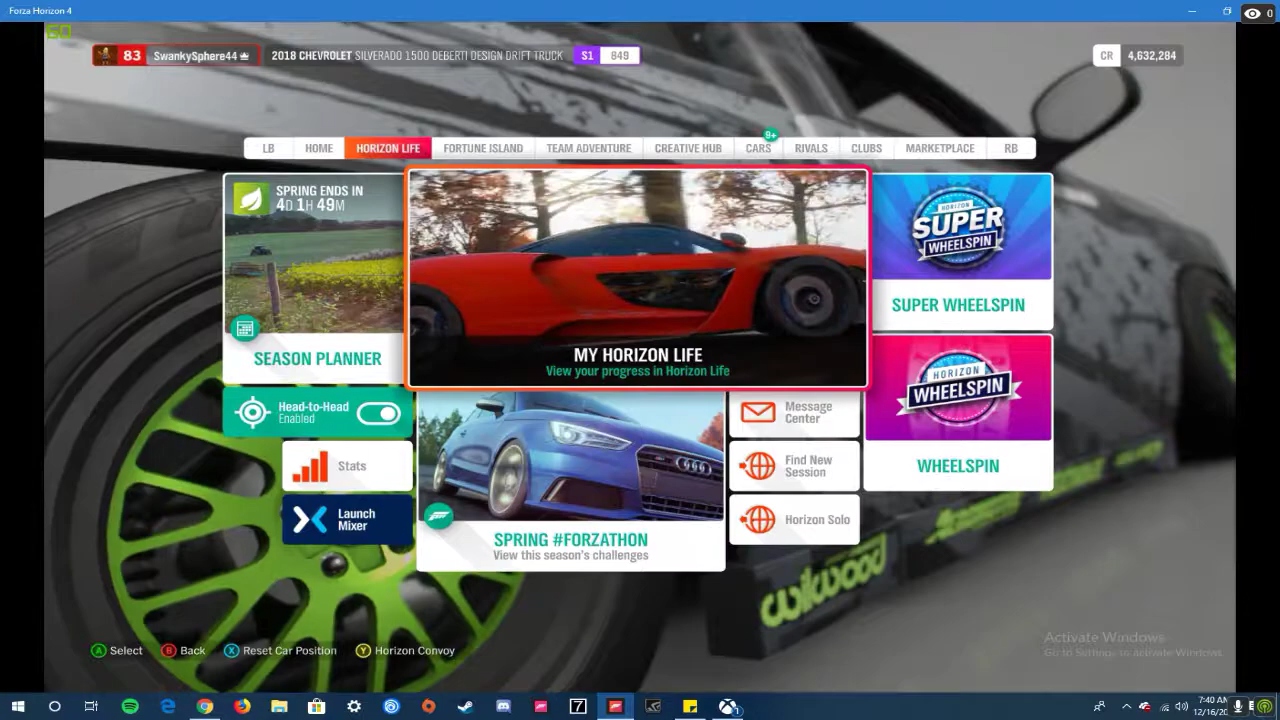 Forza Horizon 4
0
60
83 SwankySphere44
2018 CHEVROLET SILVERADO 1500 DEBERTI DESIGN DRIFT TRUCK S1 849
CR 4,632,284
9+
LB HOME HORIZON LIFE FORTUNE ISLAND TEAM ADVENTURE CREATIVE HUB CARS RIVALS CLUBS MARKETPLACE RB
SPRING ENDS IN
4D 1H 49M
SEASON PLANNER
MY HORIZON LIFE
View your progress in Horizon Life
HORIZON
SUPER
WHEELSPIN
SUPER WHEELSPIN
HORIZON
WHEELSPIN
WHEELSPIN
Head-to-Head
Enabled
Stats
Launch
Mixer
SPRING #FORZATHON
View this season's challenges
Message
Center
Find New
Session
Horizon Solo
wilwood
A Select B Back X Reset Car Position Y Horizon Convoy
Activate Windows
Go to Settings to activate Windows.
7:40
12/16/20